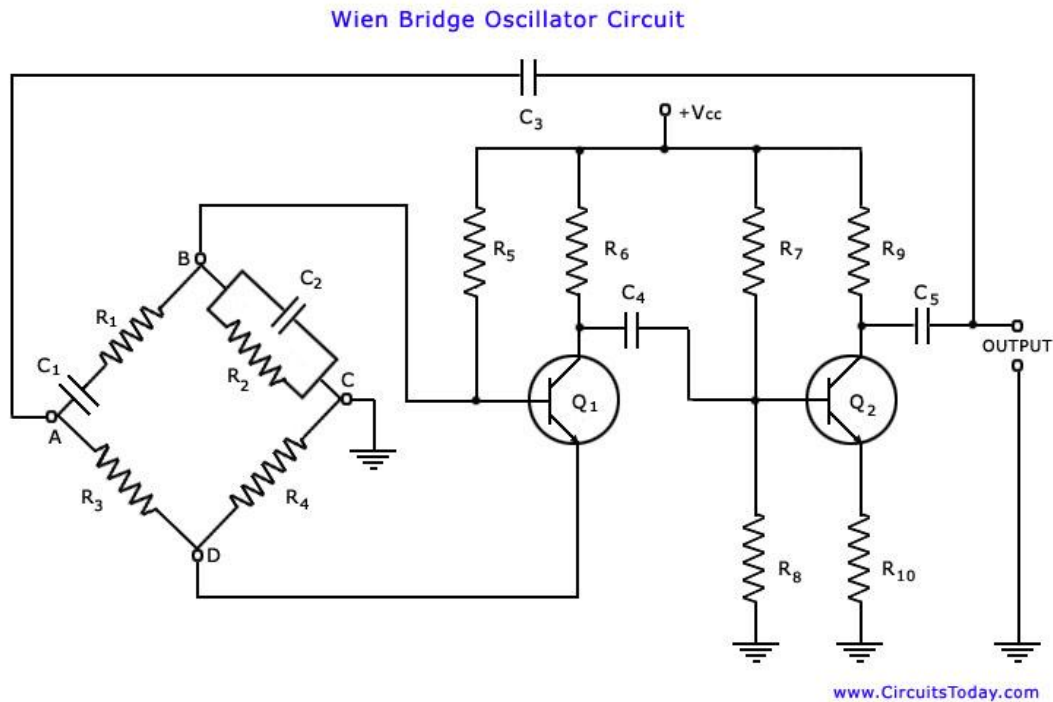 Wien Bridge Oscillator Circuit
C3
+Vcc
B
R5
R6
R7
R9
C2
R1
C4
C5
OUTPUT
C1
R2
C
Q1
Q2
A
R3
R4
D
R8
R10
www.CircuitsToday.com